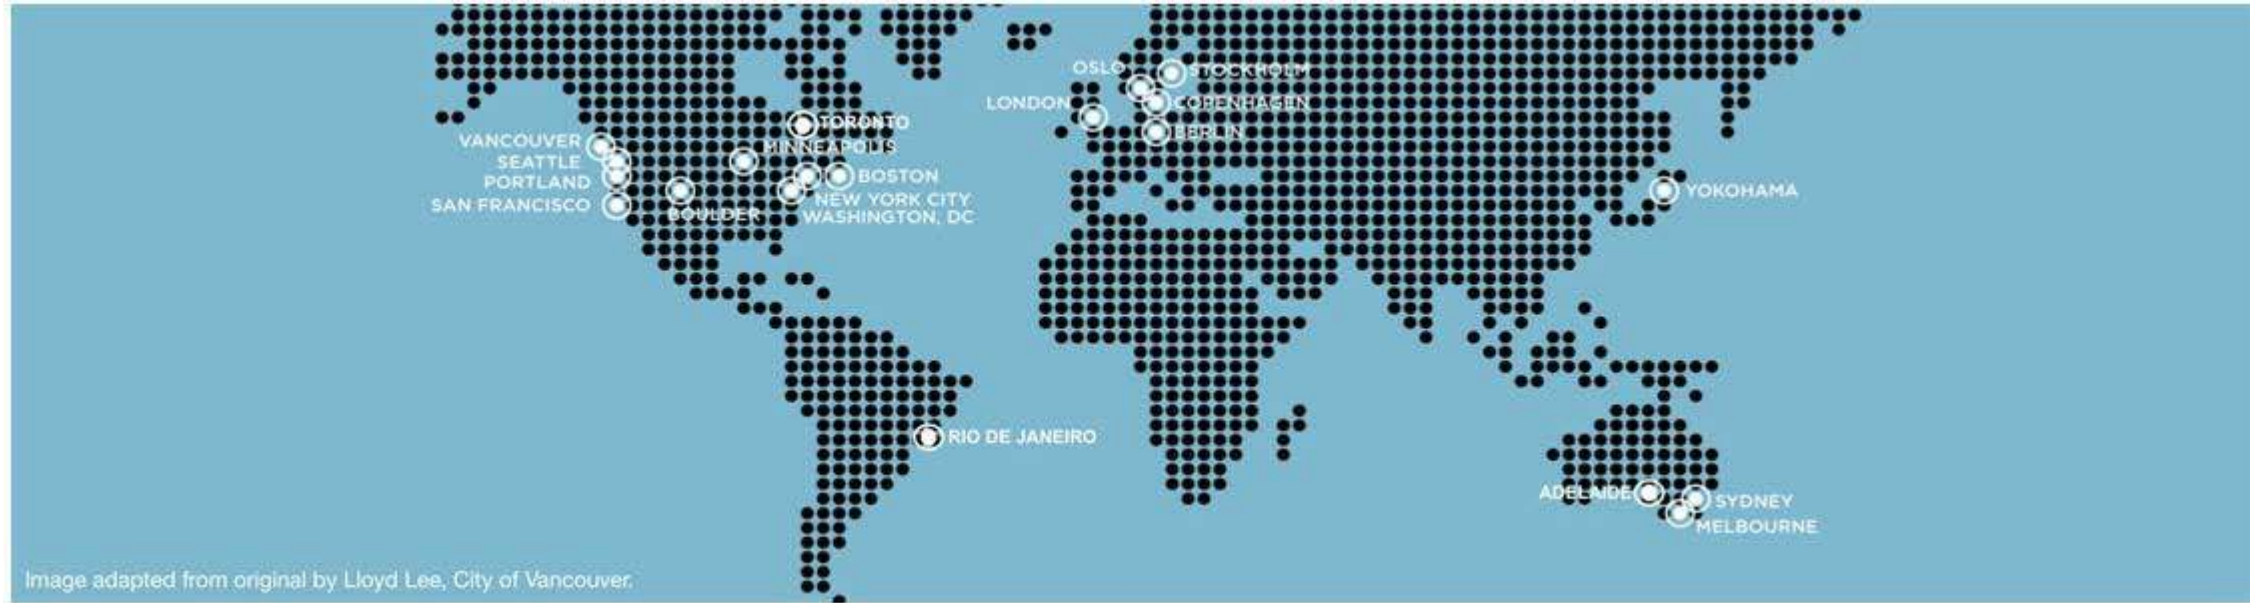 OSLO
STOCKHOLM
LONDON
COPENHAGEN
TORONTO
BERLIN
VANCOUVER
MINNEAPOLIS
SEATTLE
PORTLAND
BOSTON
YOKOHAMA
SAN FRANCISCO
NEW YORK CITY
BOULDER
WASHINGTON, DC
RIO DE JANEIRO
ADELAIDE
SYDNEY
MELBOURNE
Image adapted from original by Lloyd Lee, City of Vancouver.